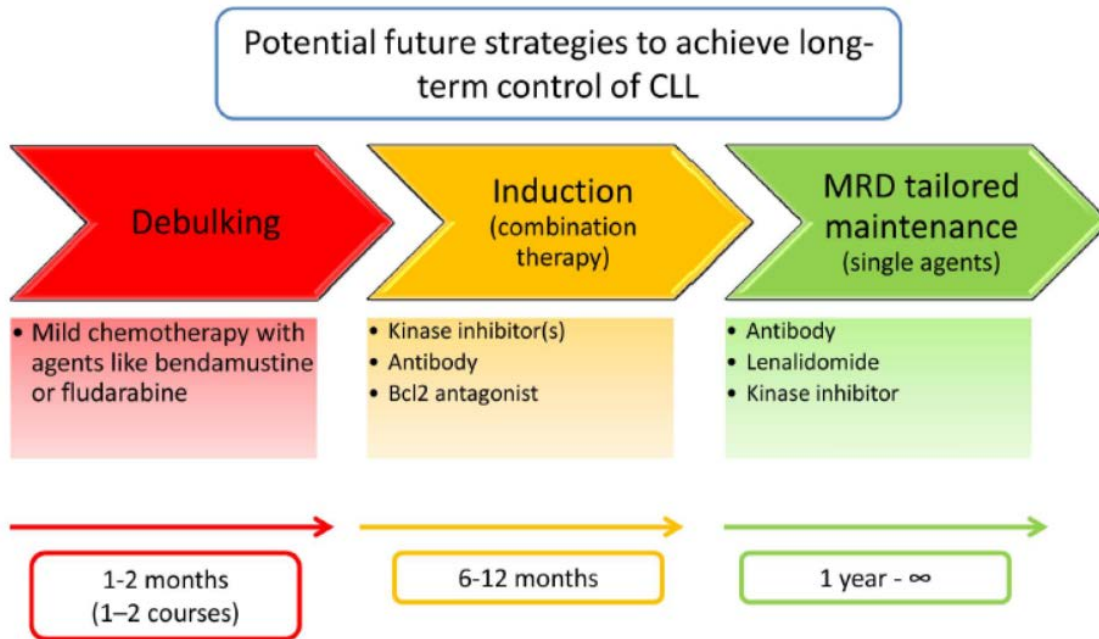 Potential future strategies to achieve long-
term control of CLL
Debulking
Induction
(combination
therapy)
MRD tailored
maintenance
(single agents)
• Mild chemotherapy with
agents like bendamustine
or fludarabine
• Kinase inhibitor(s)
• Antibody
• Bcl2 antagonist
• Antibody
• Lenalidomide
• Kinase inhibitor
1-2 months
(1–2 courses)
6-12 months
1 year - ∞